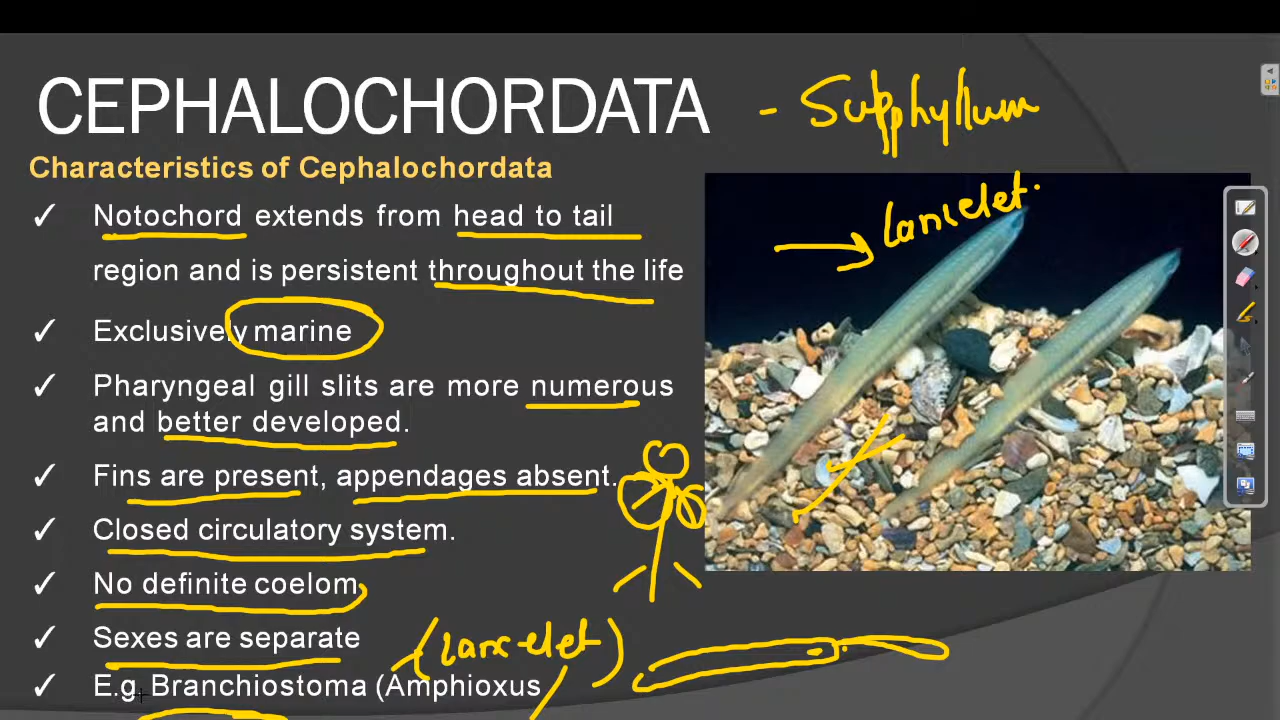 CEPHALOCHORDATA - Subphyllum
Characteristics of Cephalochordata
✓ Notochord extends from head to tail
region and is persistent throughout the life
✓ Exclusively marine
✓ Pharyngeal gill slits are more numerous
and better developed.
✓ Fins are present, appendages absent.
✓ Closed circulatory system.
✓ No definite coelom
✓ Sexes are separate
✓ E.g. Branchiostoma (Amphioxus
Lancelet.
(Lancelet)